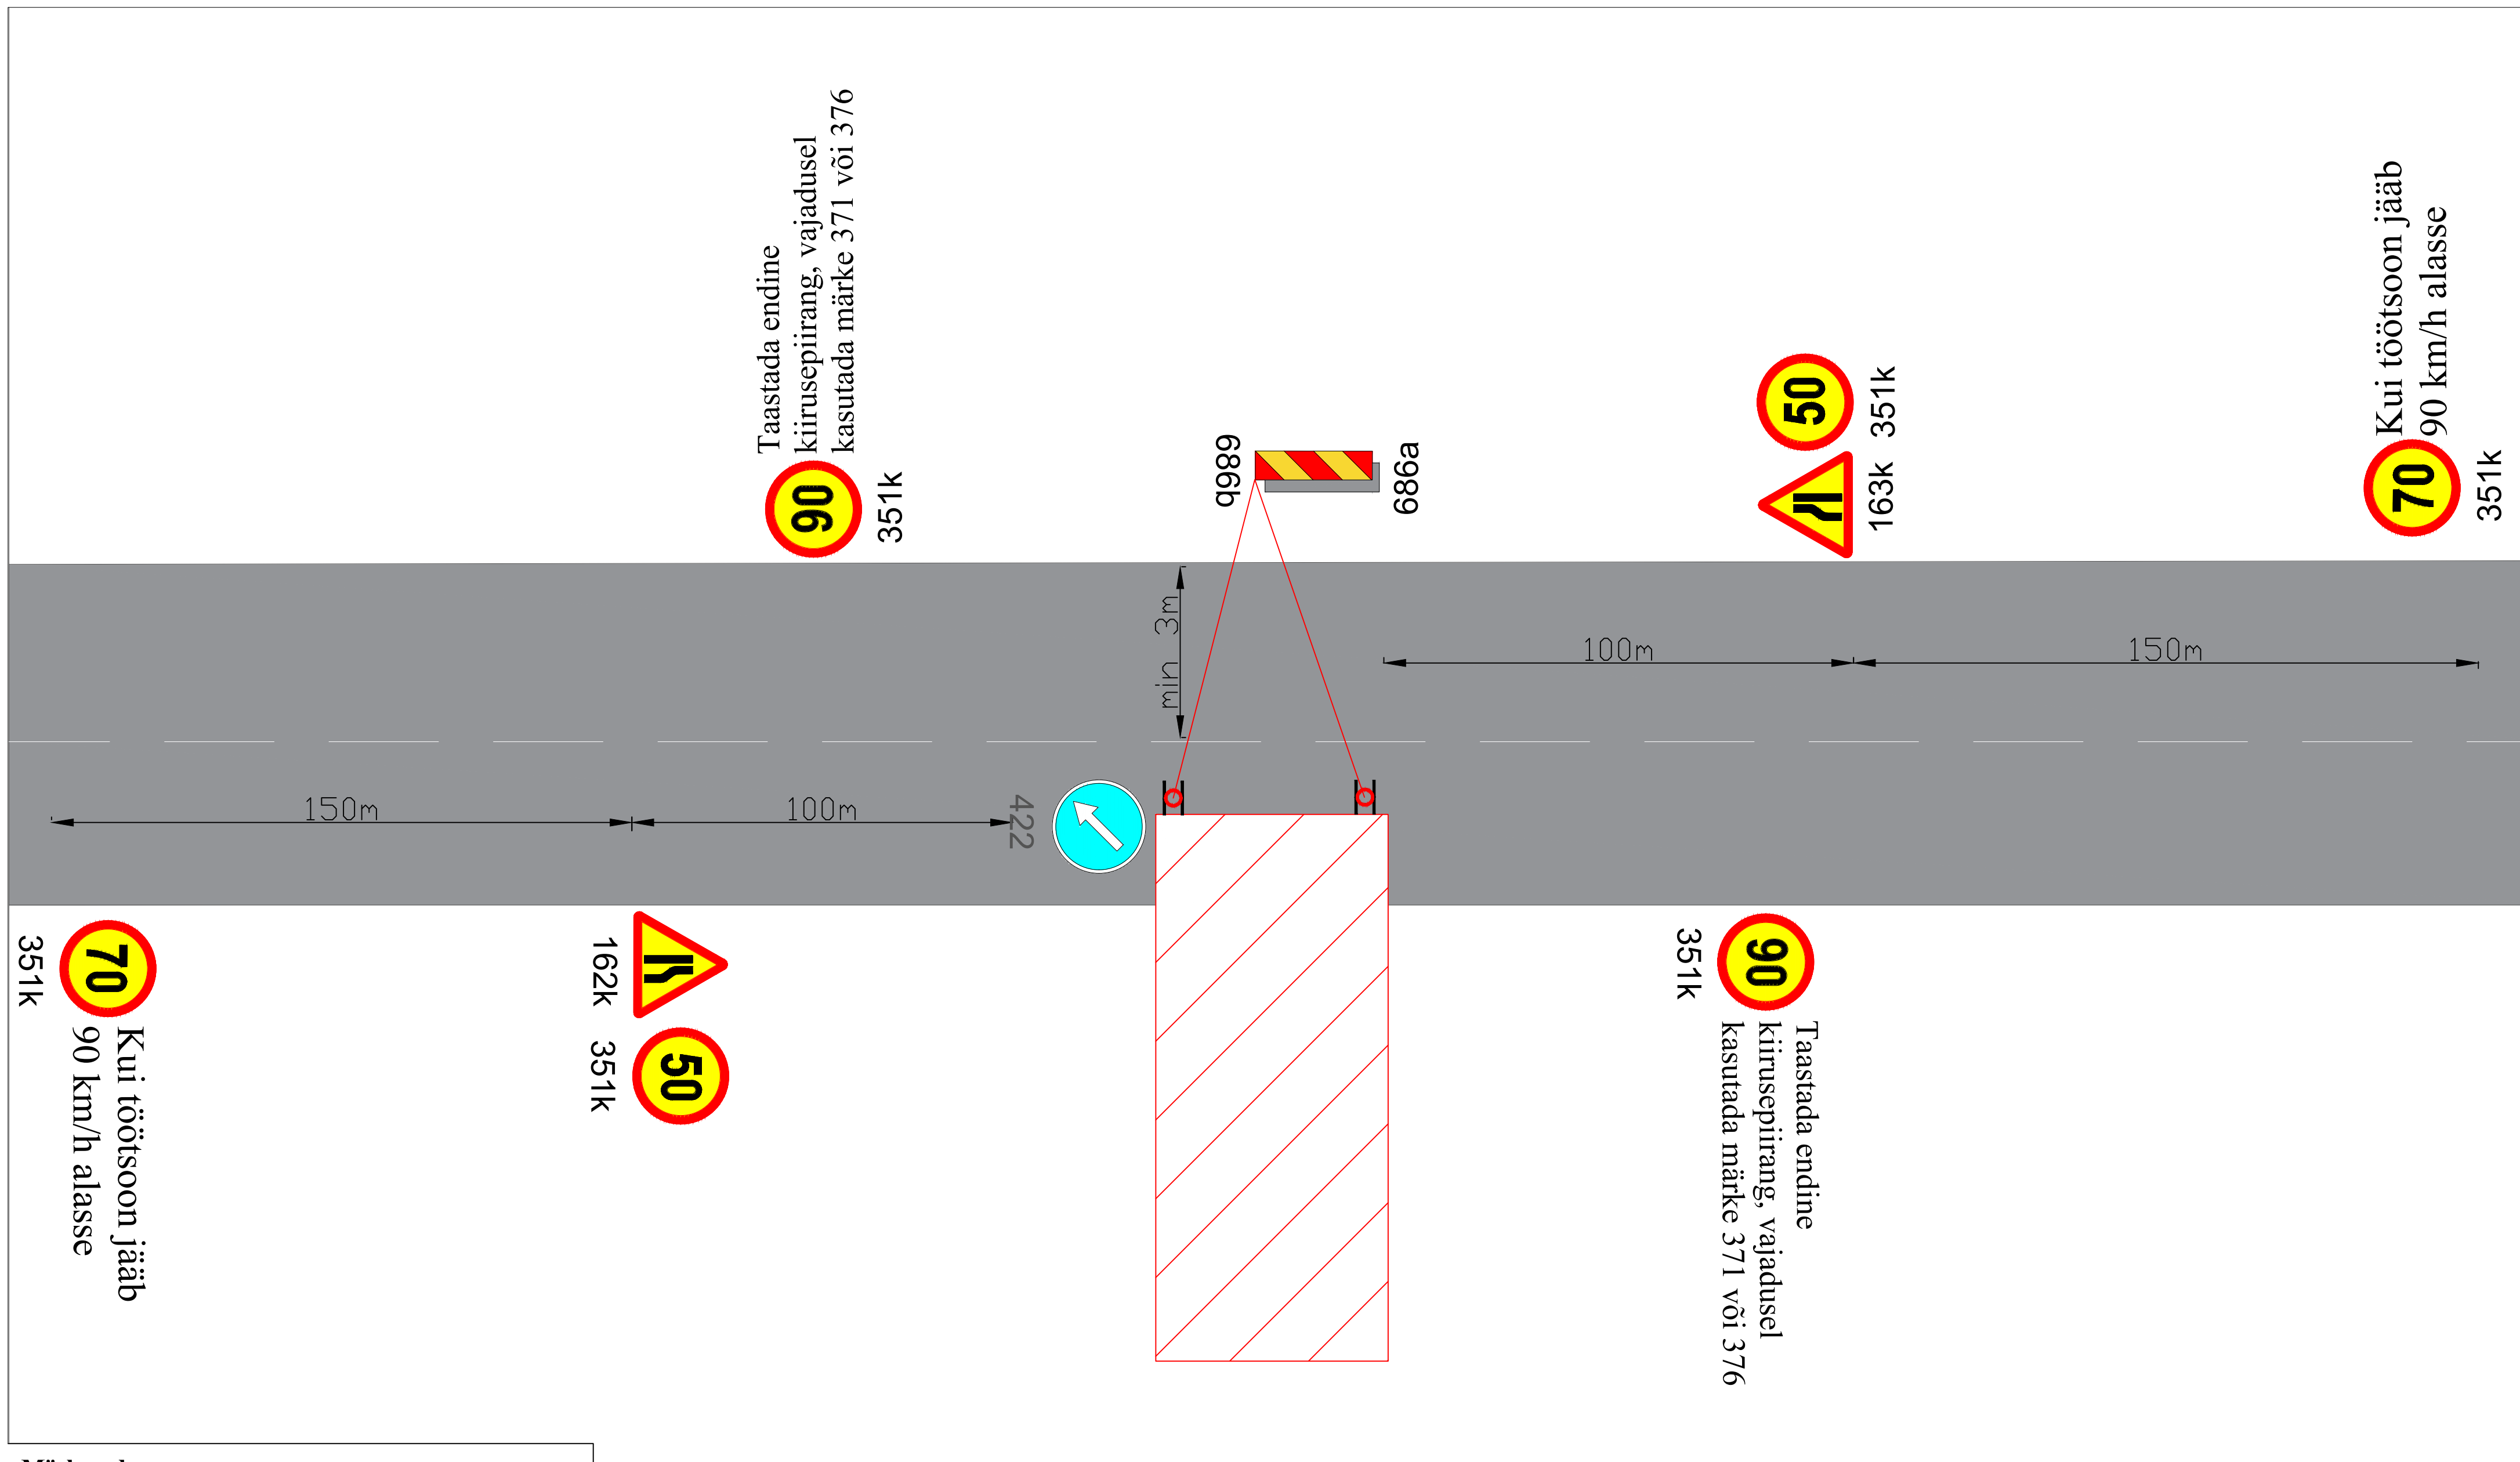 Taastada endine
kiirusepiirang, vajadusel
kasutada märke 371 või 376
90
351k
686b
686a
50
351k
163k
Kui töötsoon jääb
90 km/h alasse
70
351k
min 3m
100m
150m
150m
100m
422
351k
70
Kui töötsoon jääb
90 km/h alasse
162k
351k
50
351k
90
Taastada endine
kiirusepiirang, vajadusel
kasutada märke 371 või 376